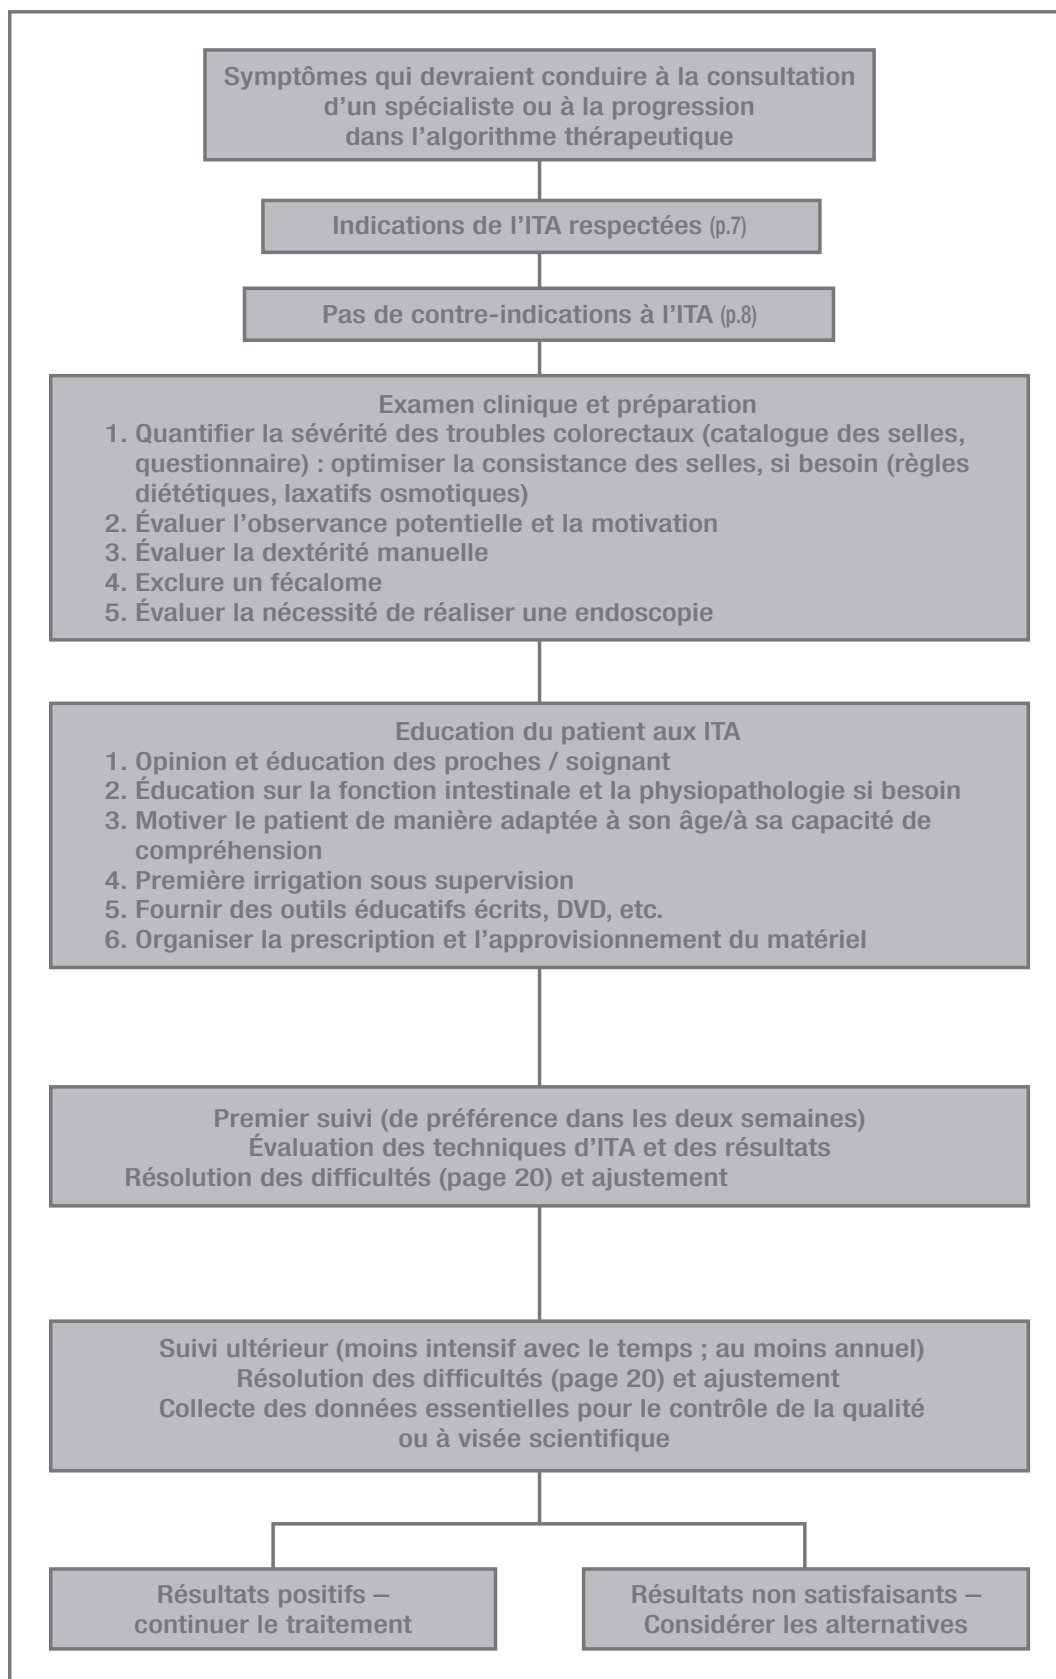 Symptômes qui devraient conduire à la consultation
d’un spécialiste ou à la progression
dans l’algorithme thérapeutique
Indications de l’ITA respectées (p.7)
Pas de contre-indications à l’ITA (p.8)
Examen clinique et préparation
1. Quantifier la sévérité des troubles colorectaux (catalogue des selles,
questionnaire) : optimiser la consistance des selles, si besoin (règles
diététiques, laxatifs osmotiques)
2. Évaluer l’observance potentielle et la motivation
3. Évaluer la dextérité manuelle
4. Exclure un fécalome
5. Évaluer la nécessité de réaliser une endoscopie
Education du patient aux ITA
1. Opinion et éducation des proches / soignant
2. Éducation sur la fonction intestinale et la physiopathologie si besoin
3. Motiver le patient de manière adaptée à son âge/à sa capacité de
compréhension
4. Première irrigation sous supervision
5. Fournir des outils éducatifs écrits, DVD, etc.
6. Organiser la prescription et l’approvisionnement du matériel
Premier suivi (de préférence dans les deux semaines)
Évaluation des techniques d’ITA et des résultats
Résolution des difficultés (page 20) et ajustement
Suivi ultérieur (moins intensif avec le temps ; au moins annuel)
Résolution des difficultés (page 20) et ajustement
Collecte des données essentielles pour le contrôle de la qualité
ou à visée scientifique
Résultats positifs –
continuer le traitement
Résultats non satisfaisants –
Considérer les alternatives